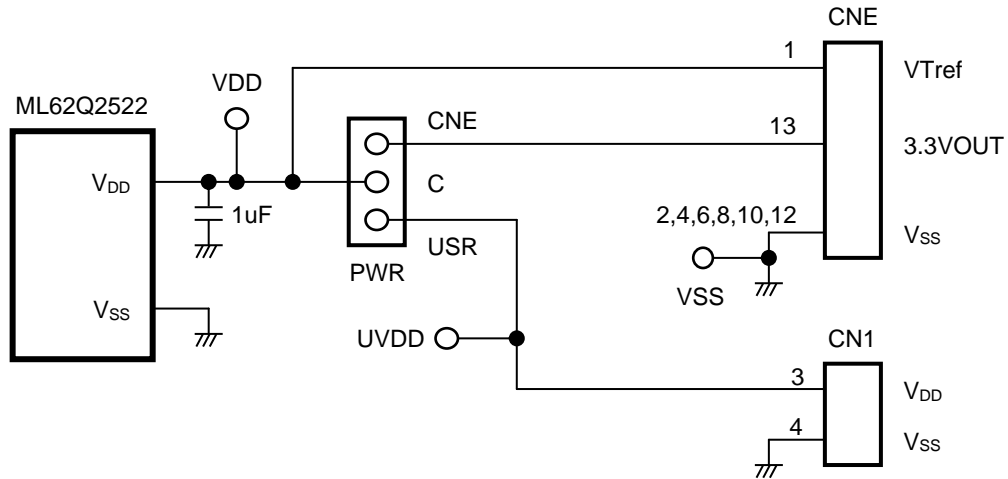 CNE
1
VTref
VDD
ML62Q2522
CNE
13
3.3VOUT
VDD
C
1uF
2,4,6,8,10,12
USR
VSS
PWR
VSS
VSS
UVDD
CN1
3
VDD
4
VSS